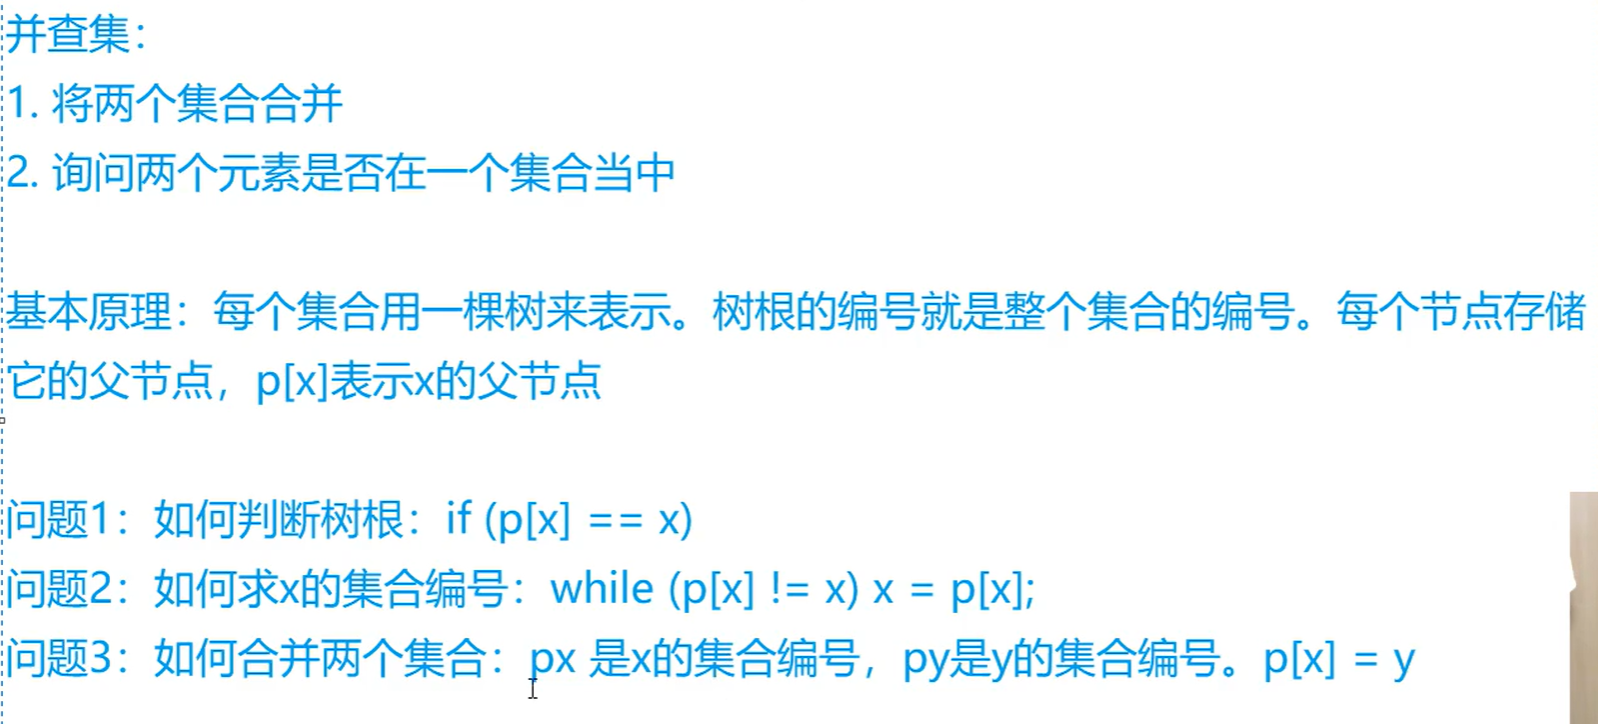 并查集：
1. 将两个集合合并
2. 询问两个元素是否在一个集合当中
基本原理：每个集合用一棵树来表示。树根的编号就是整个集合的编号。每个节点存储
它的父节点，p[x]表示x的父节点
问题1：如何判断树根：if (p[x] == x)
问题2：如何求x的集合编号：while (p[x] != x) x = p[x];
问题3：如何合并两个集合：px 是x的集合编号，py是y的集合编号。p[x] = y